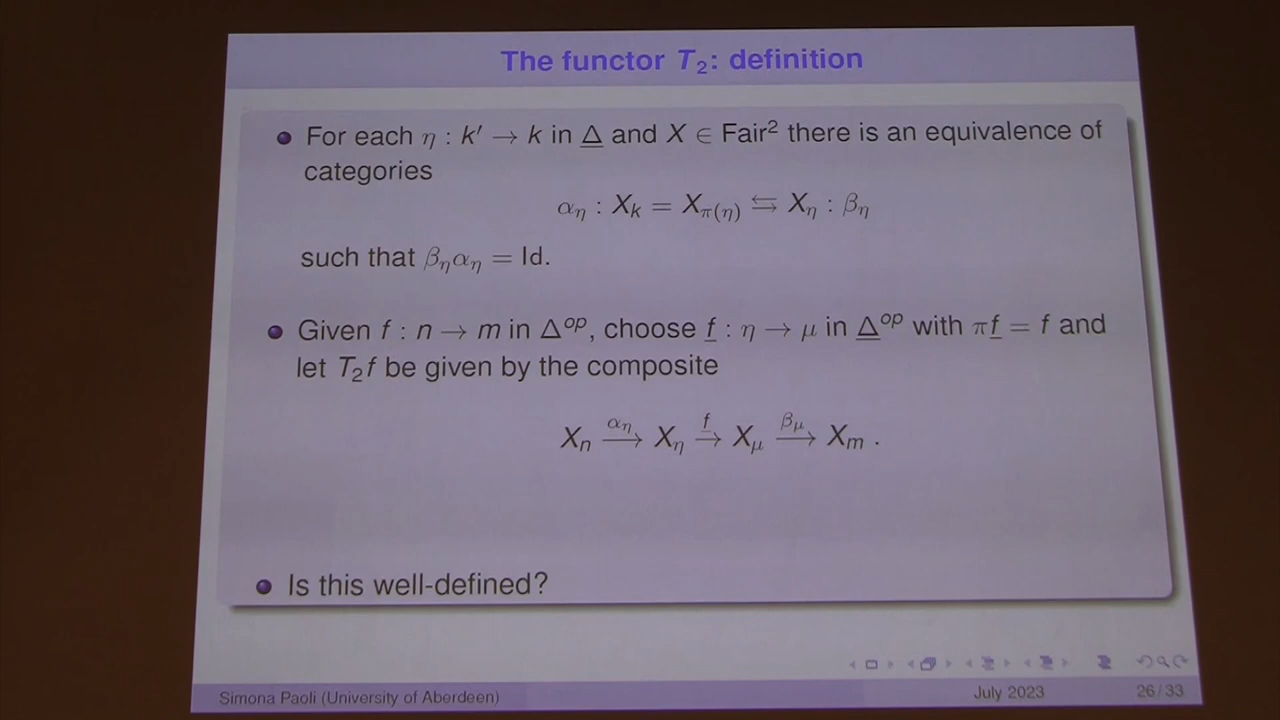 The functor T₂: definition
For each η : k′ → k in Δ̲ and X ∈ Fair² there is an equivalence of
categories
α_η : X_k = X_π(η) ⇆ X_η : β_η
such that β_ηα_η = Id.
Given f : n → m in Δ^op, choose f̲ : η → μ in Δ̲^op with πf̲ = f and
let T₂f be given by the composite
X_n →^{α_η} X_η →^{f̲} X_μ →^{β_μ} X_m .
Is this well-defined?
Simona Paoli (University of Aberdeen)
July 2023
26/33